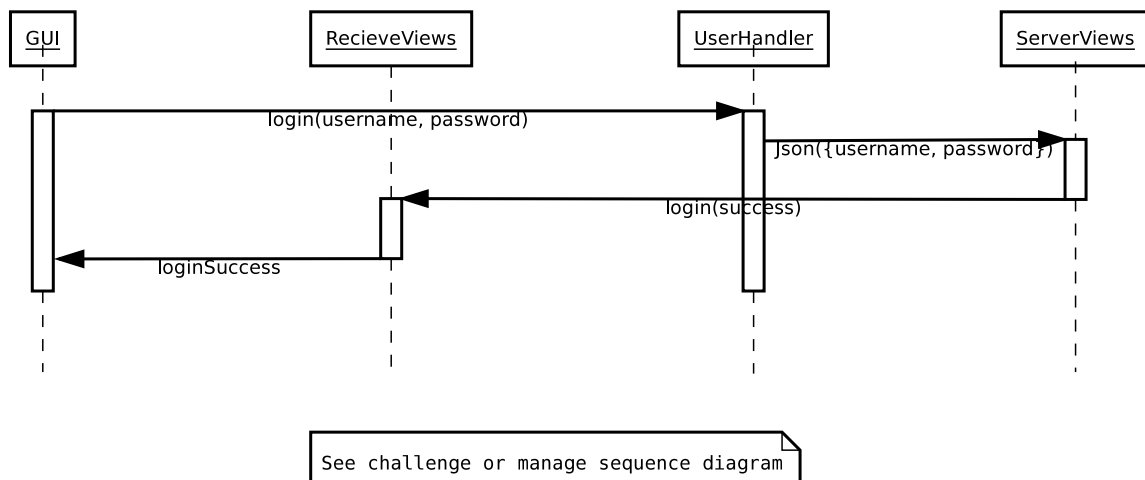 GUI
RecieveViews
UserHandler
ServerViews
login(username, password)
Json({username, password})
login(success)
loginSuccess
See challenge or manage sequence diagram